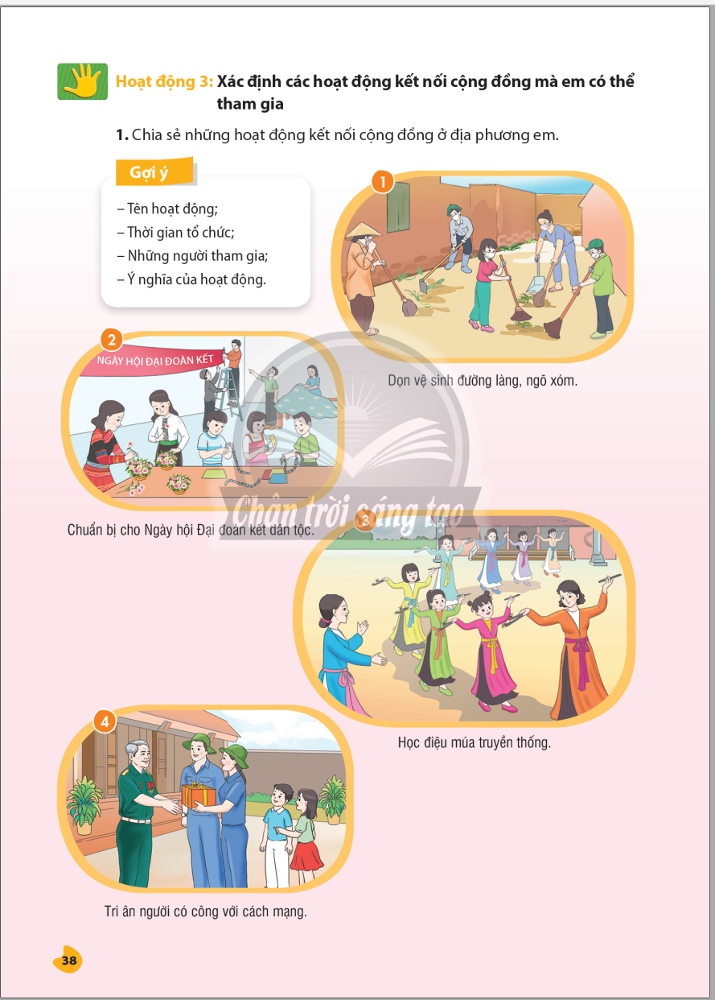 Hoạt động 3: Xác định các hoạt động kết nối cộng đồng mà em có thể
tham gia
1. Chia sẻ những hoạt động kết nối cộng đồng ở địa phương em.
Gợi ý
– Tên hoạt động;
– Thời gian tổ chức;
– Những người tham gia;
– Ý nghĩa của hoạt động.
1
Dọn vệ sinh đường làng, ngõ xóm.
2
NGÀY HỘI ĐẠI ĐOÀN KẾT
Chuẩn bị cho Ngày hội Đại đoàn kết dân tộc.
Chân trời sáng tạo
3
Học điệu múa truyền thống.
4
Tri ân người có công với cách mạng.
38